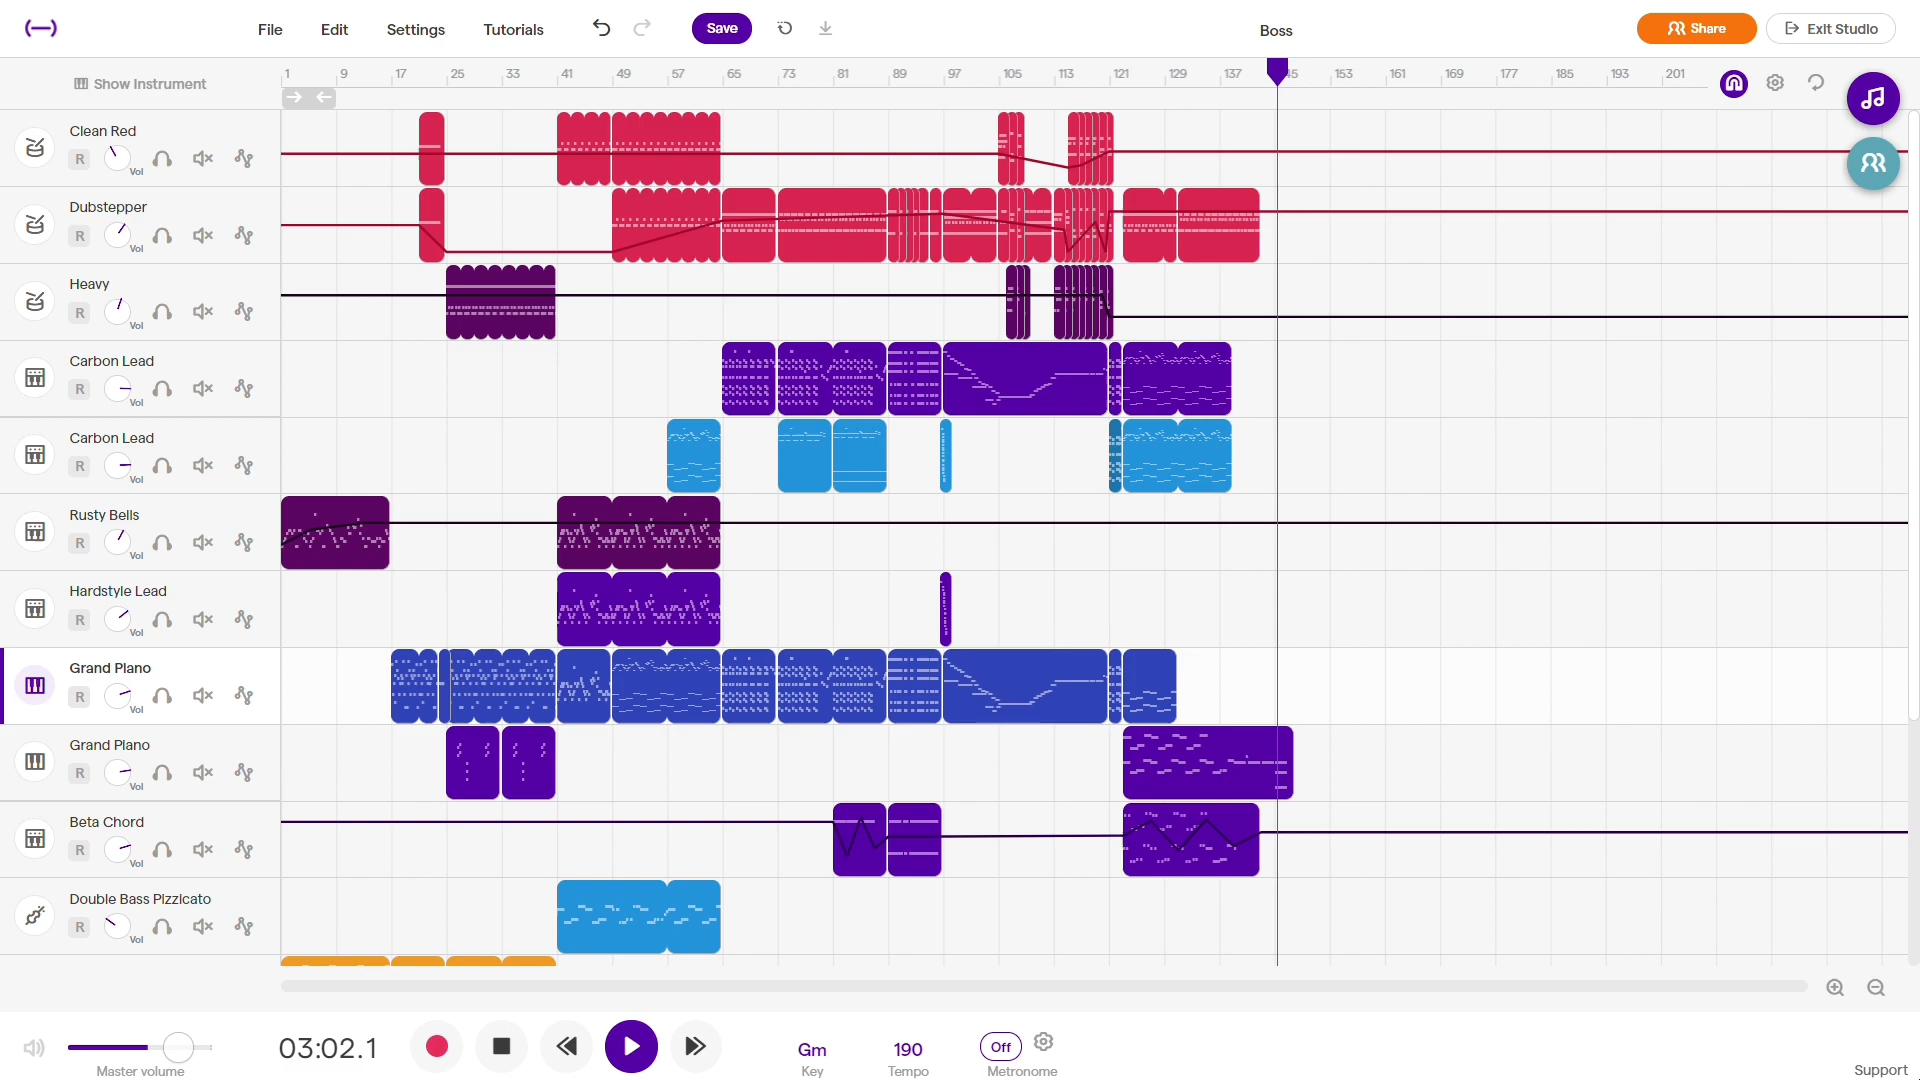 File Edit Settings Tutorials Save Boss Share Exit Studio
Show Instrument 1 9 17 25 33 41 49 57 65 73 81 89 97 105 113 121 129 137 45 153 161 169 177 185 193 201
Clean Red
R Vol
Dubstepper
R Vol
Heavy
R Vol
Carbon Lead
R Vol
Carbon Lead
R Vol
Rusty Bells
R Vol
Hardstyle Lead
R Vol
Grand Piano
R Vol
Grand Piano
R Vol
Beta Chord
R Vol
Double Bass Pizzicato
R Vol
03:02.1 Gm 190 Off
Master volume Key Tempo Metronome Support